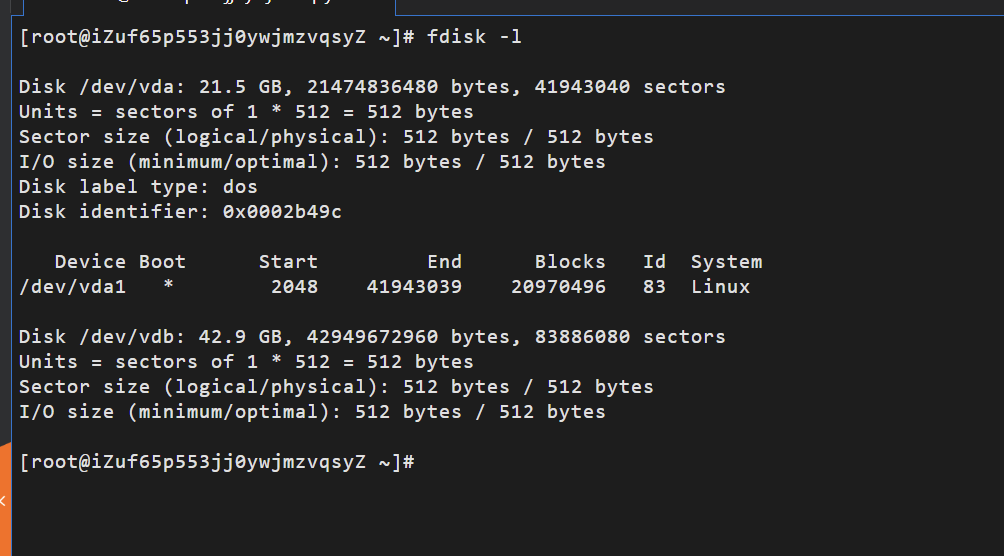 [root@iZuf65p553jj0ywjmzvqsyZ ~]# fdisk -l
Disk /dev/vda: 21.5 GB, 21474836480 bytes, 41943040 sectors
Units = sectors of 1 * 512 = 512 bytes
Sector size (logical/physical): 512 bytes / 512 bytes
I/O size (minimum/optimal): 512 bytes / 512 bytes
Disk label type: dos
Disk identifier: 0x0002b49c
Device Boot Start End Blocks Id System
/dev/vda1 * 2048 41943039 20970496 83 Linux
Disk /dev/vdb: 42.9 GB, 42949672960 bytes, 83886080 sectors
Units = sectors of 1 * 512 = 512 bytes
Sector size (logical/physical): 512 bytes / 512 bytes
I/O size (minimum/optimal): 512 bytes / 512 bytes
[root@iZuf65p553jj0ywjmzvqsyZ ~]#